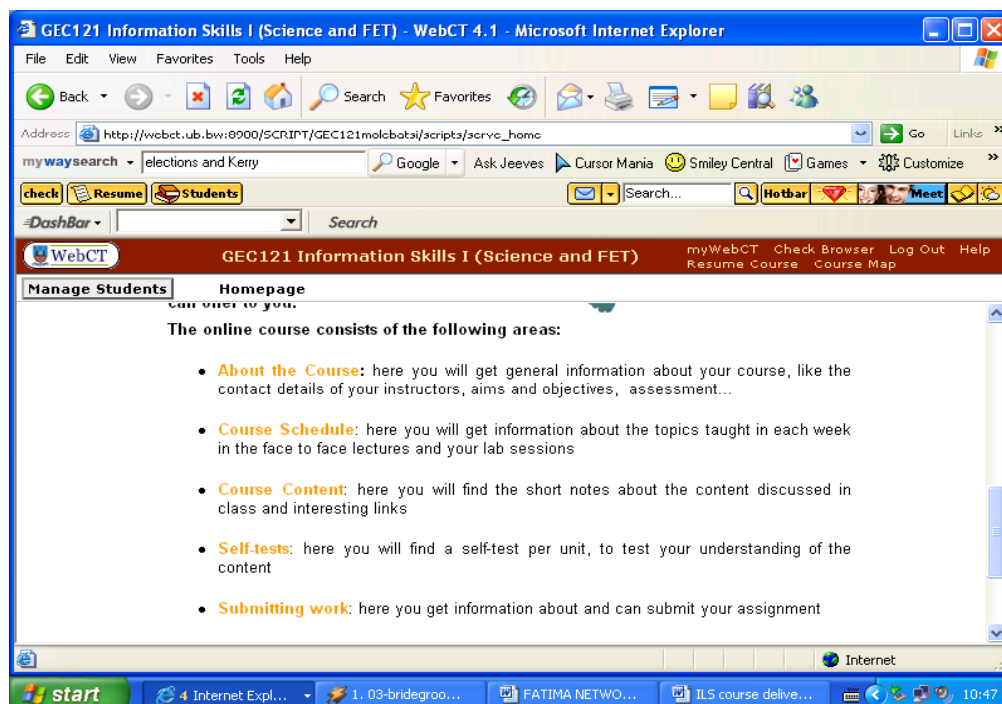 GEC121 Information Skills I (Science and FET) - WebCT 4.1 - Microsoft Internet Explorer
File Edit View Favorites Tools Help
Back Search Favorites
Address http://webct.ub.bw:8900/SCRIPT/GEC121molebatsi/scripts/serve_home Go Links »
mywaysearch elections and Kerry Google Ask Jeeves Cursor Mania Smiley Central Games Customize »
check Resume Students Search... Hotbar Meet
DashBar Search
WebCT GEC121 Information Skills I (Science and FET) myWebCT Check Browser Log Out Help
Resume Course Course Map
Manage Students Homepage
can offer to you.
The online course consists of the following areas:
• About the Course: here you will get general information about your course, like the
contact details of your instructors, aims and objectives, assessment...
• Course Schedule: here you will get information about the topics taught in each week
in the face to face lectures and your lab sessions
• Course Content: here you will find the short notes about the content discussed in
class and interesting links
• Self-tests: here you will find a self-test per unit, to test your understanding of the
content
• Submitting work: here you get information about and can submit your assignment
Internet
start 4 Internet Expl... 1. 03-bridegroo... FATIMA NETWO... ILS course delive... 10:47